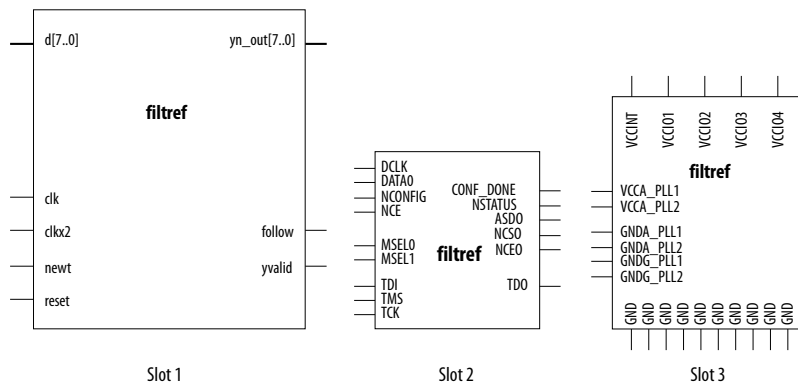 d[7..0]
yn_out[7..0]
filtref
clk
clkx2
follow
newt
yvalid
reset
Slot 1
DCLK
DATA0
NCONFIG
NCE
CONF_DONE
NSTATUS
ASDO
NCSO
NCEO
MSEL0
MSEL1
filtref
TDI
TMS
TCK
TDO
Slot 2
VCCINT
VCCIO1
VCCIO2
VCCIO3
VCCIO4
filtref
VCCA_PLL1
VCCA_PLL2
GNDA_PLL1
GNDA_PLL2
GNDG_PLL1
GNDG_PLL2
GND
GND
GND
GND
GND
GND
GND
GND
GND
GND
Slot 3